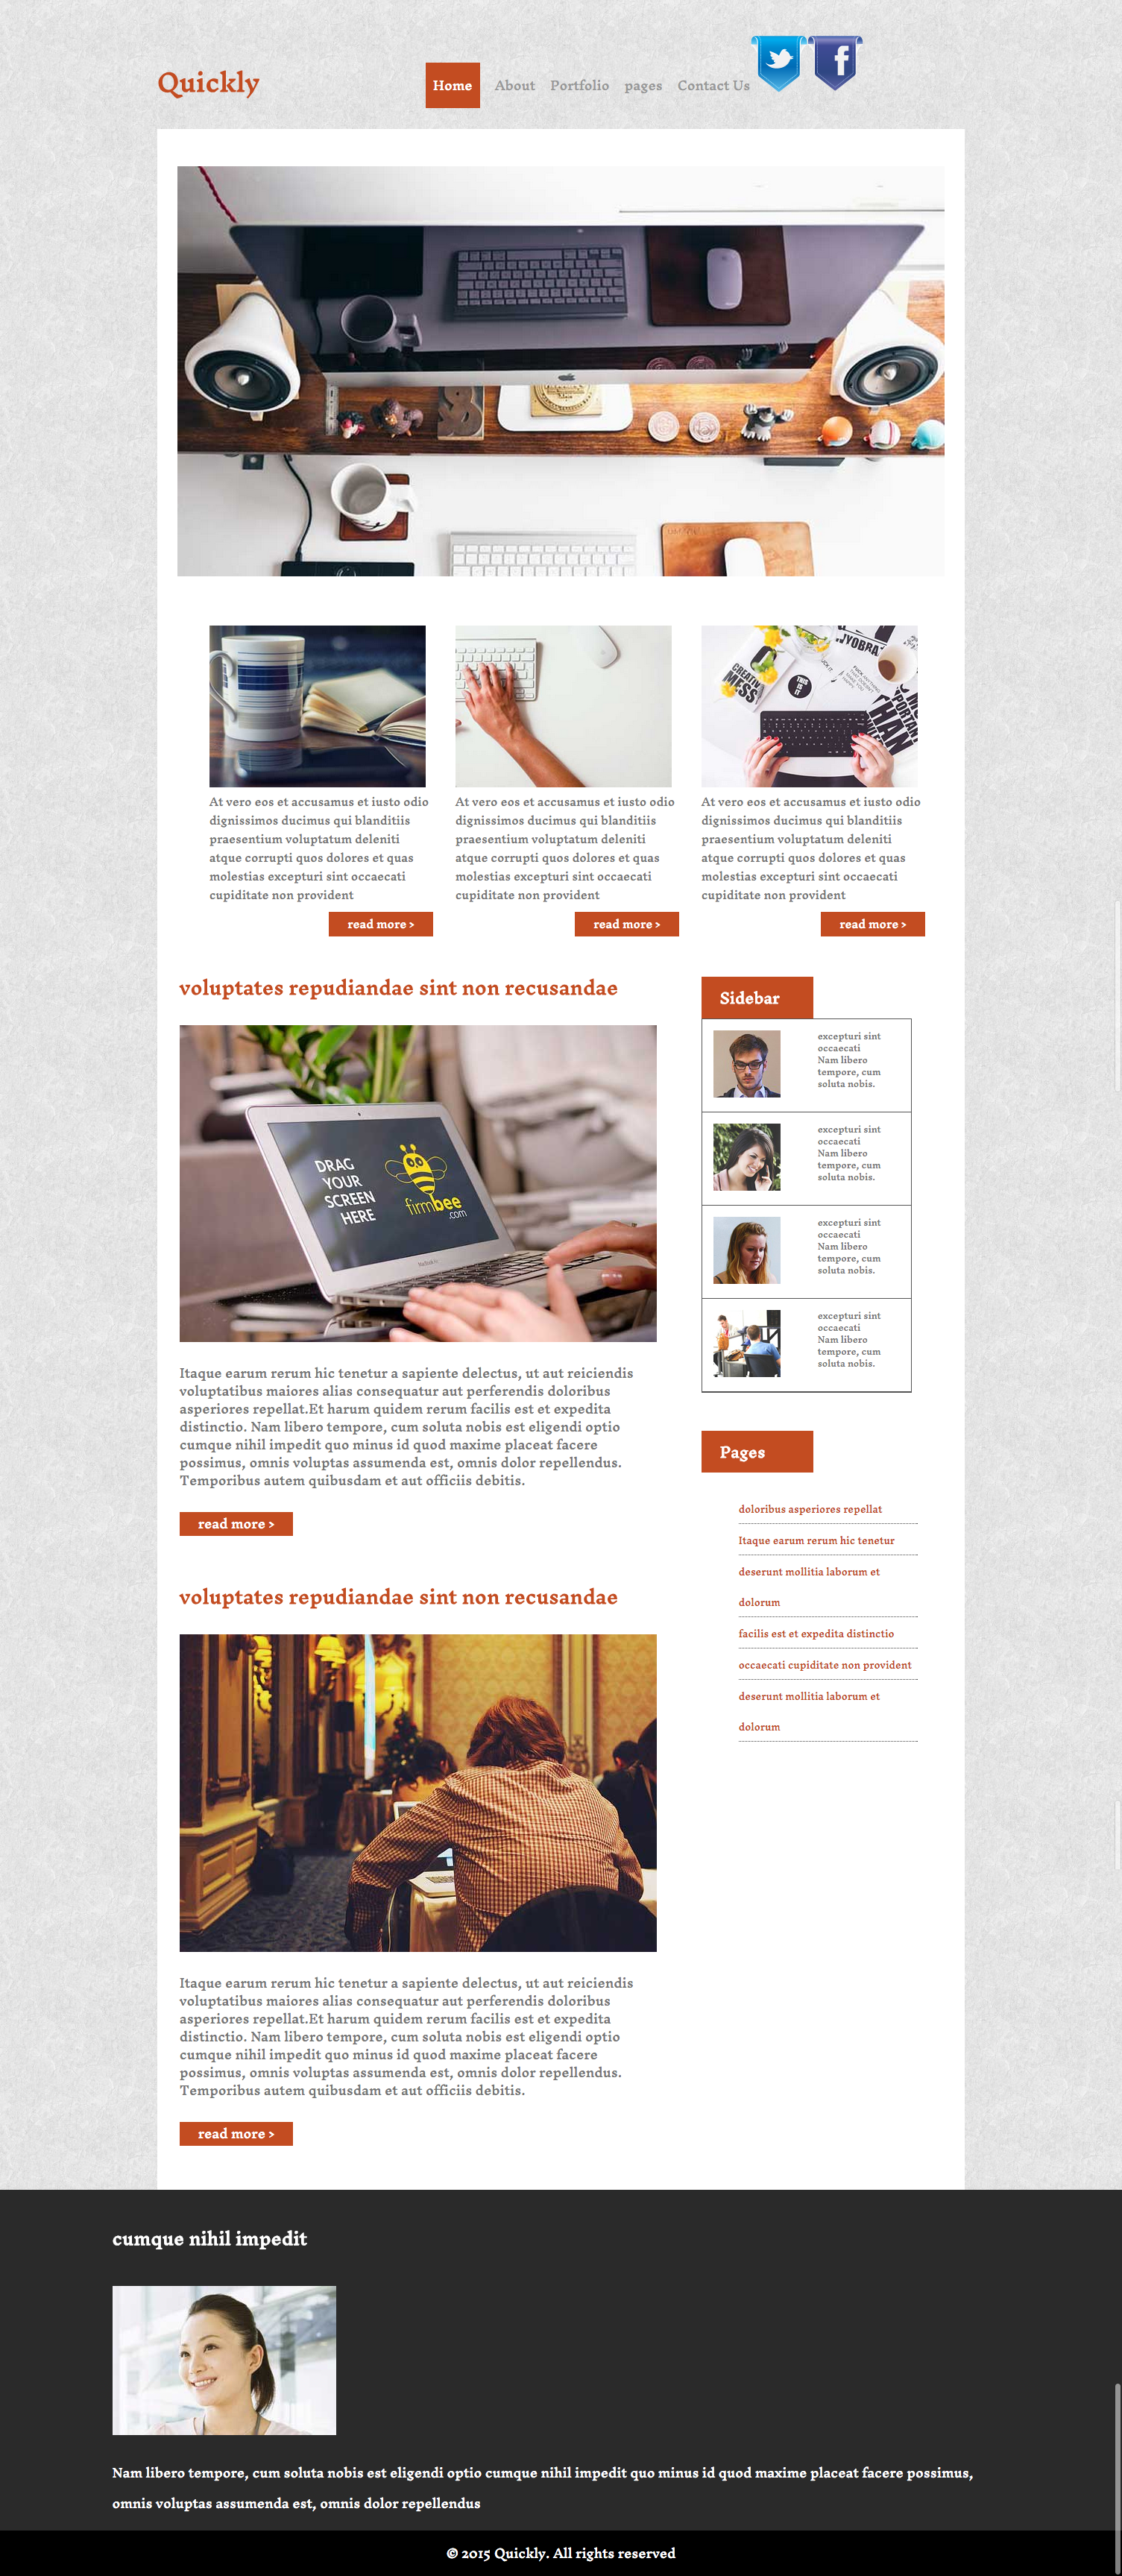 Quickly
Home About Portfolio pages Contact Us
At vero eos et accusamus et iusto odio
dignissimos ducimus qui blanditiis
praesentium voluptatum deleniti
atque corrupti quos dolores et quas
molestias excepturi sint occaecati
cupiditate non provident
read more >
At vero eos et accusamus et iusto odio
dignissimos ducimus qui blanditiis
praesentium voluptatum deleniti
atque corrupti quos dolores et quas
molestias excepturi sint occaecati
cupiditate non provident
read more >
CREATIV
MESS
THIS
IS IT
At vero eos et accusamus et iusto odio
dignissimos ducimus qui blanditiis
praesentium voluptatum deleniti
atque corrupti quos dolores et quas
molestias excepturi sint occaecati
cupiditate non provident
read more >
voluptates repudiandae sint non recusandae
DRAG
YOUR
SCREEN
HERE
firmbee
.com
Itaque earum rerum hic tenetur a sapiente delectus, ut aut reiciendis
voluptatibus maiores alias consequatur aut perferendis doloribus
asperiores repellat.Et harum quidem rerum facilis est et expedita
distinctio. Nam libero tempore, cum soluta nobis est eligendi optio
cumque nihil impedit quo minus id quod maxime placeat facere
possimus, omnis voluptas assumenda est, omnis dolor repellendus.
Temporibus autem quibusdam et aut officiis debitis.
read more >
voluptates repudiandae sint non recusandae
Itaque earum rerum hic tenetur a sapiente delectus, ut aut reiciendis
voluptatibus maiores alias consequatur aut perferendis doloribus
asperiores repellat.Et harum quidem rerum facilis est et expedita
distinctio. Nam libero tempore, cum soluta nobis est eligendi optio
cumque nihil impedit quo minus id quod maxime placeat facere
possimus, omnis voluptas assumenda est, omnis dolor repellendus.
Temporibus autem quibusdam et aut officiis debitis.
read more >
Sidebar
excepturi sint
occaecati
Nam libero
tempore, cum
soluta nobis.
excepturi sint
occaecati
Nam libero
tempore, cum
soluta nobis.
excepturi sint
occaecati
Nam libero
tempore, cum
soluta nobis.
excepturi sint
occaecati
Nam libero
tempore, cum
soluta nobis.
Pages
doloribus asperiores repellat
Itaque earum rerum hic tenetur
deserunt mollitia laborum et
dolorum
facilis est et expedita distinctio
occaecati cupiditate non provident
deserunt mollitia laborum et
dolorum
cumque nihil impedit
Nam libero tempore, cum soluta nobis est eligendi optio cumque nihil impedit quo minus id quod maxime placeat facere possimus,
omnis voluptas assumenda est, omnis dolor repellendus
© 2015 Quickly. All rights reserved